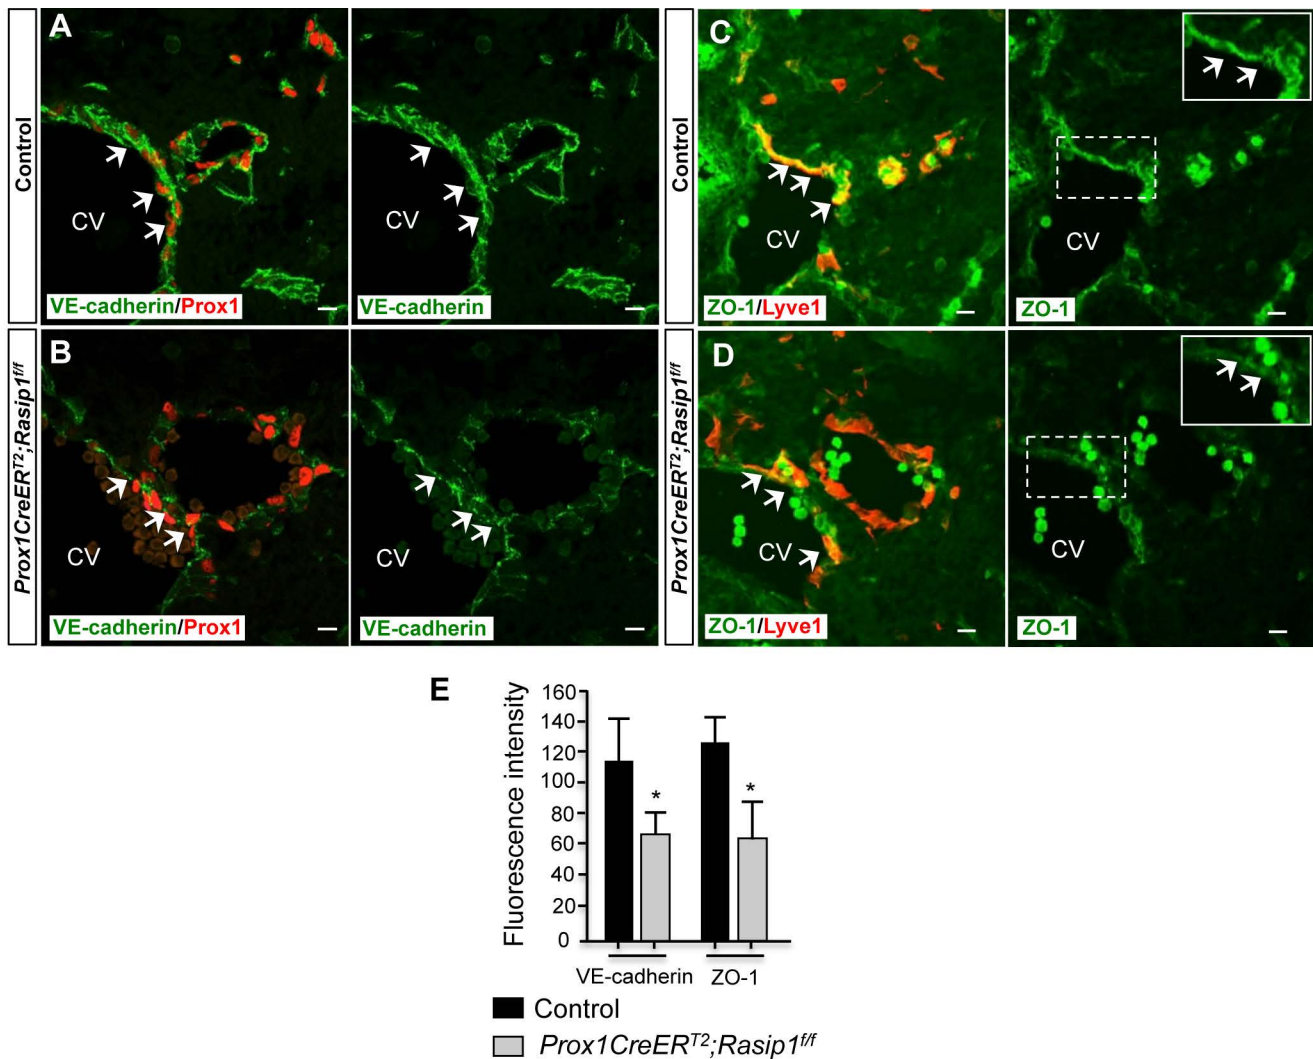 A
C
Control
CV
CV
Control
CV
CV
VE-cadherin/Prox1
VE-cadherin
ZO-1/Lyve1
ZO-1
B
D
Prox1CreERT2;Rasip1f/f
CV
CV
Prox1CreERT2;Rasip1f/f
CV
CV
VE-cadherin/Prox1
VE-cadherin
ZO-1/Lyve1
ZO-1
E
Fluorescence intensity
160
140
120
100
80
60
40
20
0
*
*
VE-cadherin
ZO-1
Control
Prox1CreERT2;Rasip1f/f